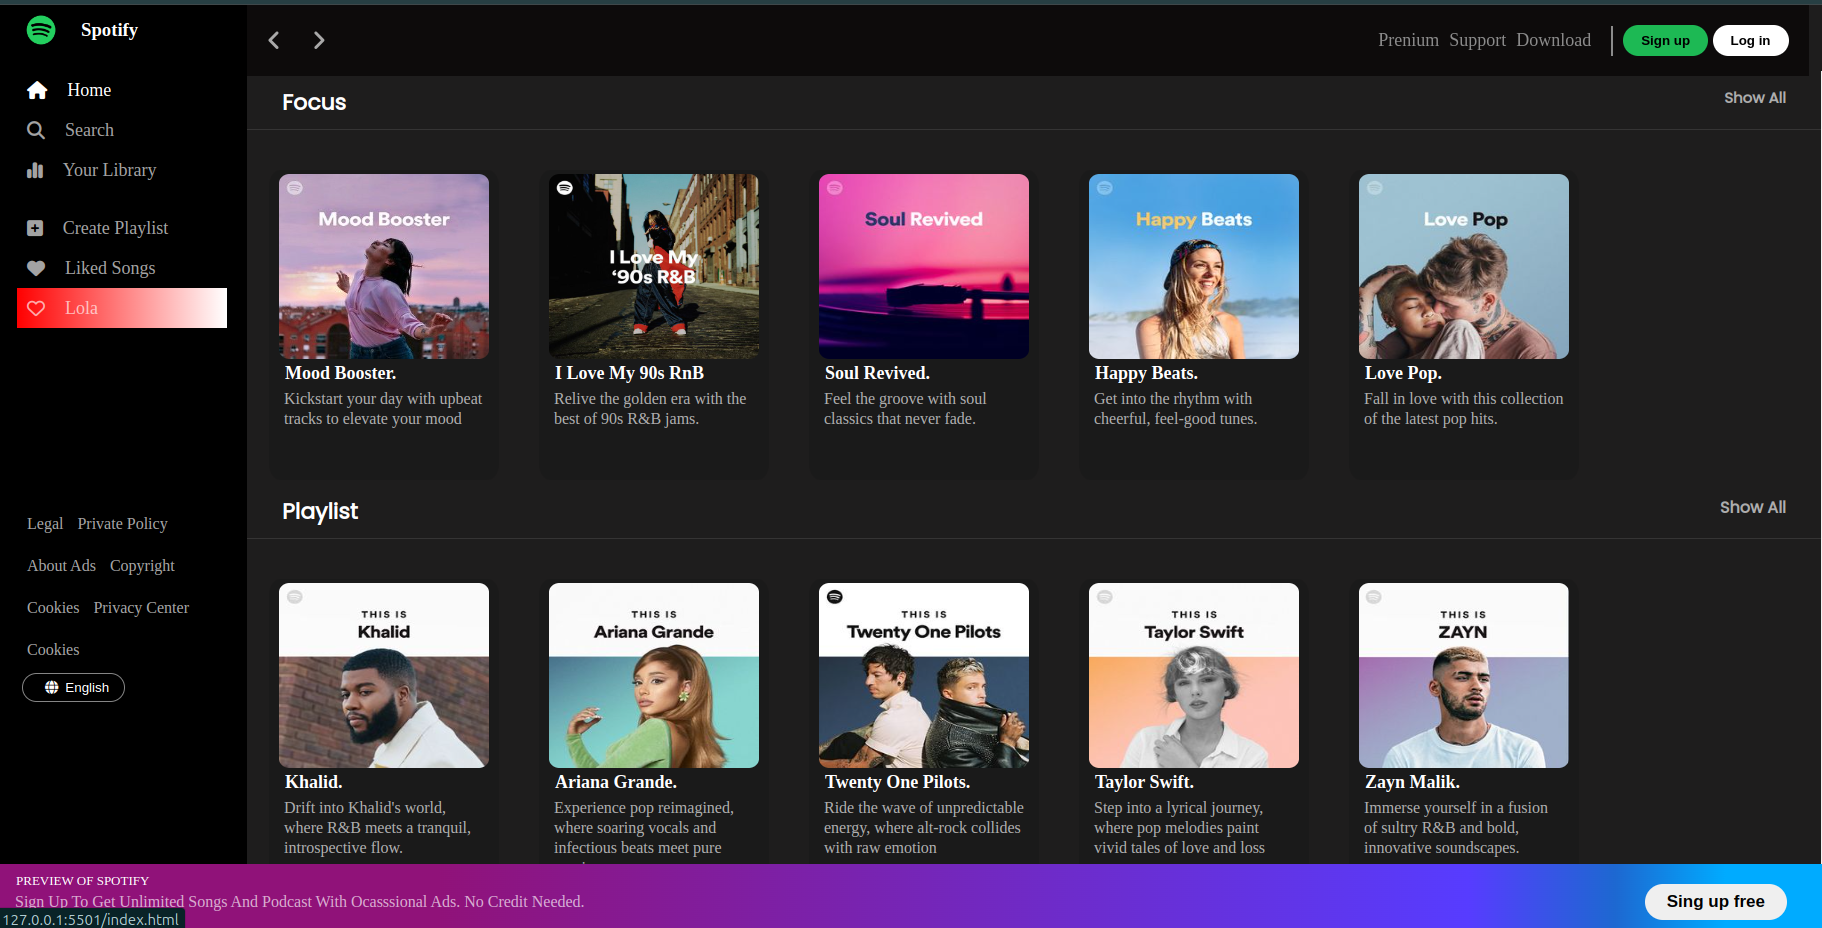 Spotify
Home
Search
Your Library
Create Playlist
Liked Songs
Lola
Legal Private Policy
About Ads Copyright
Cookies Privacy Center
Cookies
English
Prenium Support Download
Sign up
Log in
Focus
Show All
Mood Booster
Mood Booster.
Kickstart your day with upbeat
tracks to elevate your mood
I Love My
‘90s R&B
I Love My 90s RnB
Relive the golden era with the
best of 90s R&B jams.
Soul Revived
Soul Revived.
Feel the groove with soul
classics that never fade.
Happy Beats
Happy Beats.
Get into the rhythm with
cheerful, feel-good tunes.
Love Pop
Love Pop.
Fall in love with this collection
of the latest pop hits.
Playlist
Show All
THIS IS
Khalid
Khalid.
Drift into Khalid's world,
where R&B meets a tranquil,
introspective flow.
THIS IS
Ariana Grande
Ariana Grande.
Experience pop reimagined,
where soaring vocals and
infectious beats meet pure
THIS IS
Twenty One Pilots
Twenty One Pilots.
Ride the wave of unpredictable
energy, where alt-rock collides
with raw emotion
THIS IS
Taylor Swift
Taylor Swift.
Step into a lyrical journey,
where pop melodies paint
vivid tales of love and loss
THIS IS
ZAYN
Zayn Malik.
Immerse yourself in a fusion
of sultry R&B and bold,
innovative soundscapes.
PREVIEW OF SPOTIFY
Sign Up To Get Unlimited Songs And Podcast With Ocasssional Ads. No Credit Needed.
Sing up free
127.0.0.1:5501/index.html